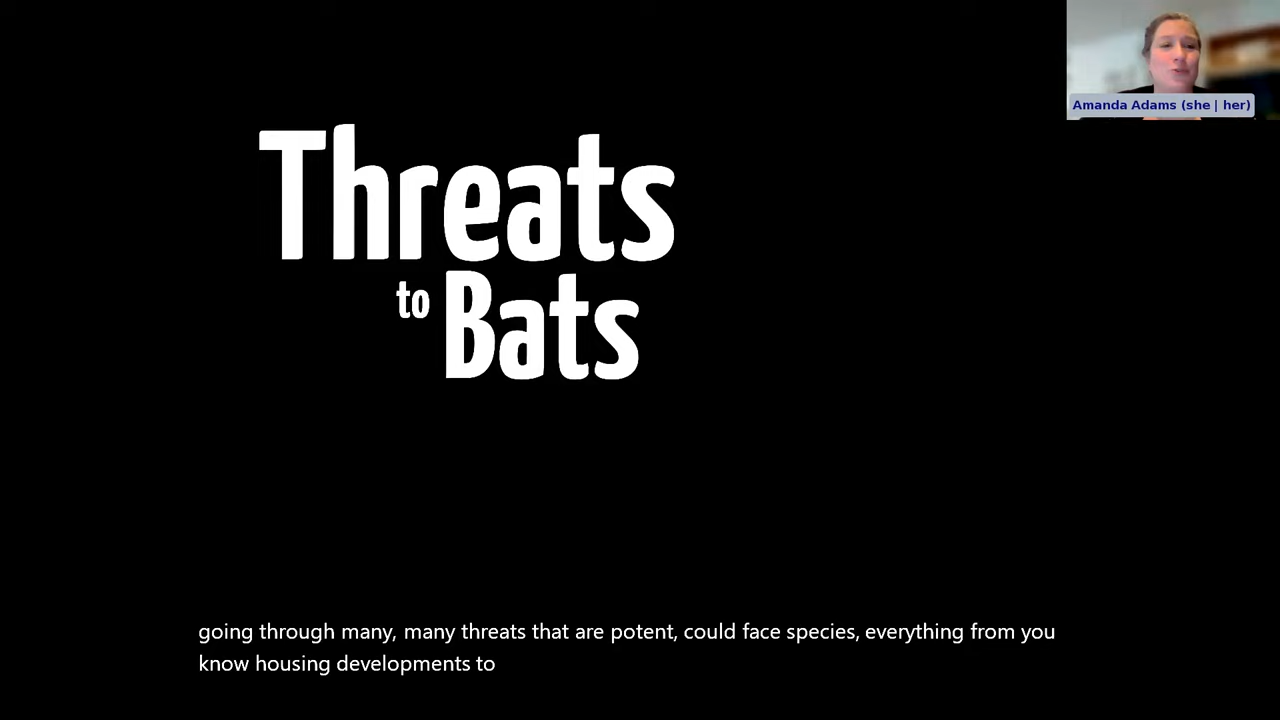 Amanda Adams (she | her)
Threats
to Bats
going through many, many threats that are potent, could face species, everything from you
know housing developments to